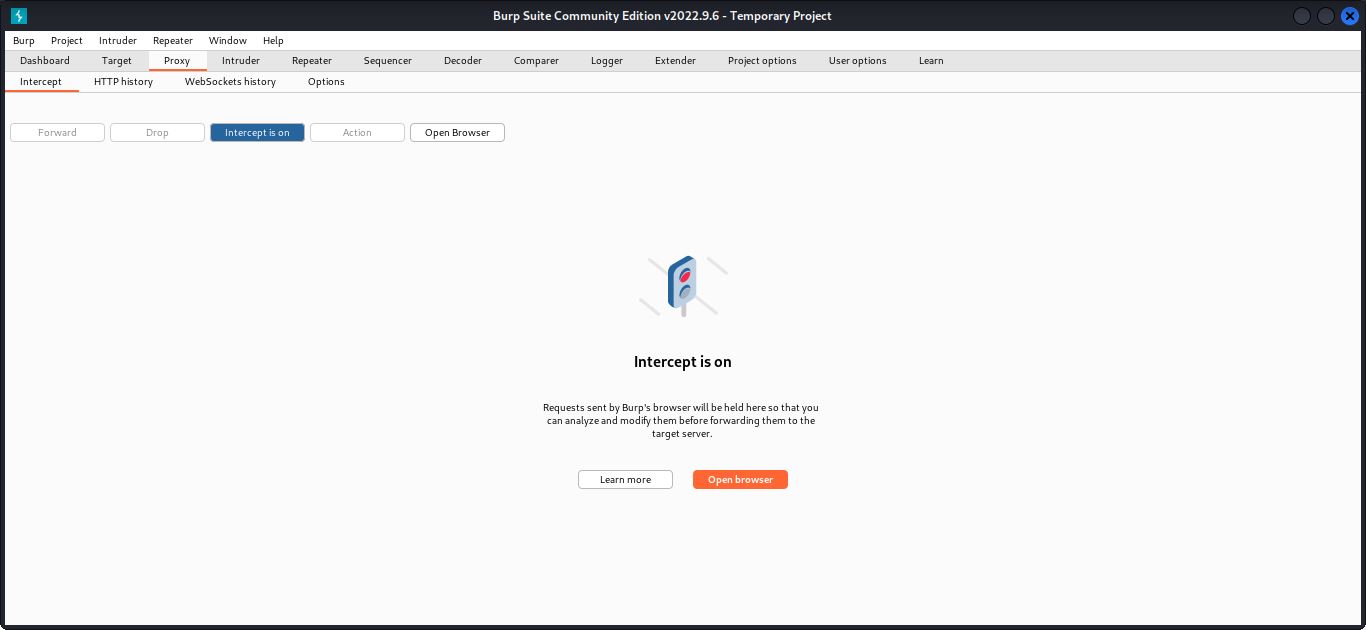 Burp Suite Community Edition v2022.9.6 - Temporary Project
Burp Project Intruder Repeater Window Help
Dashboard Target Proxy Intruder Repeater Sequencer Decoder Comparer Logger Extender Project options User options Learn
Intercept HTTP history WebSockets history Options
Forward Drop Intercept is on Action Open Browser
Intercept is on
Requests sent by Burp's browser will be held here so that you
can analyze and modify them before forwarding them to the
target server.
Learn more Open browser